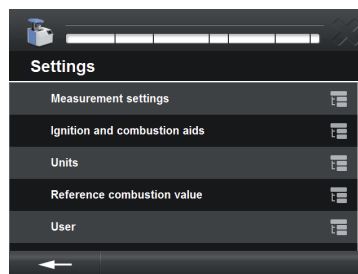 Settings
Measurement settings
Ignition and combustion aids
Units
Reference combustion value
User